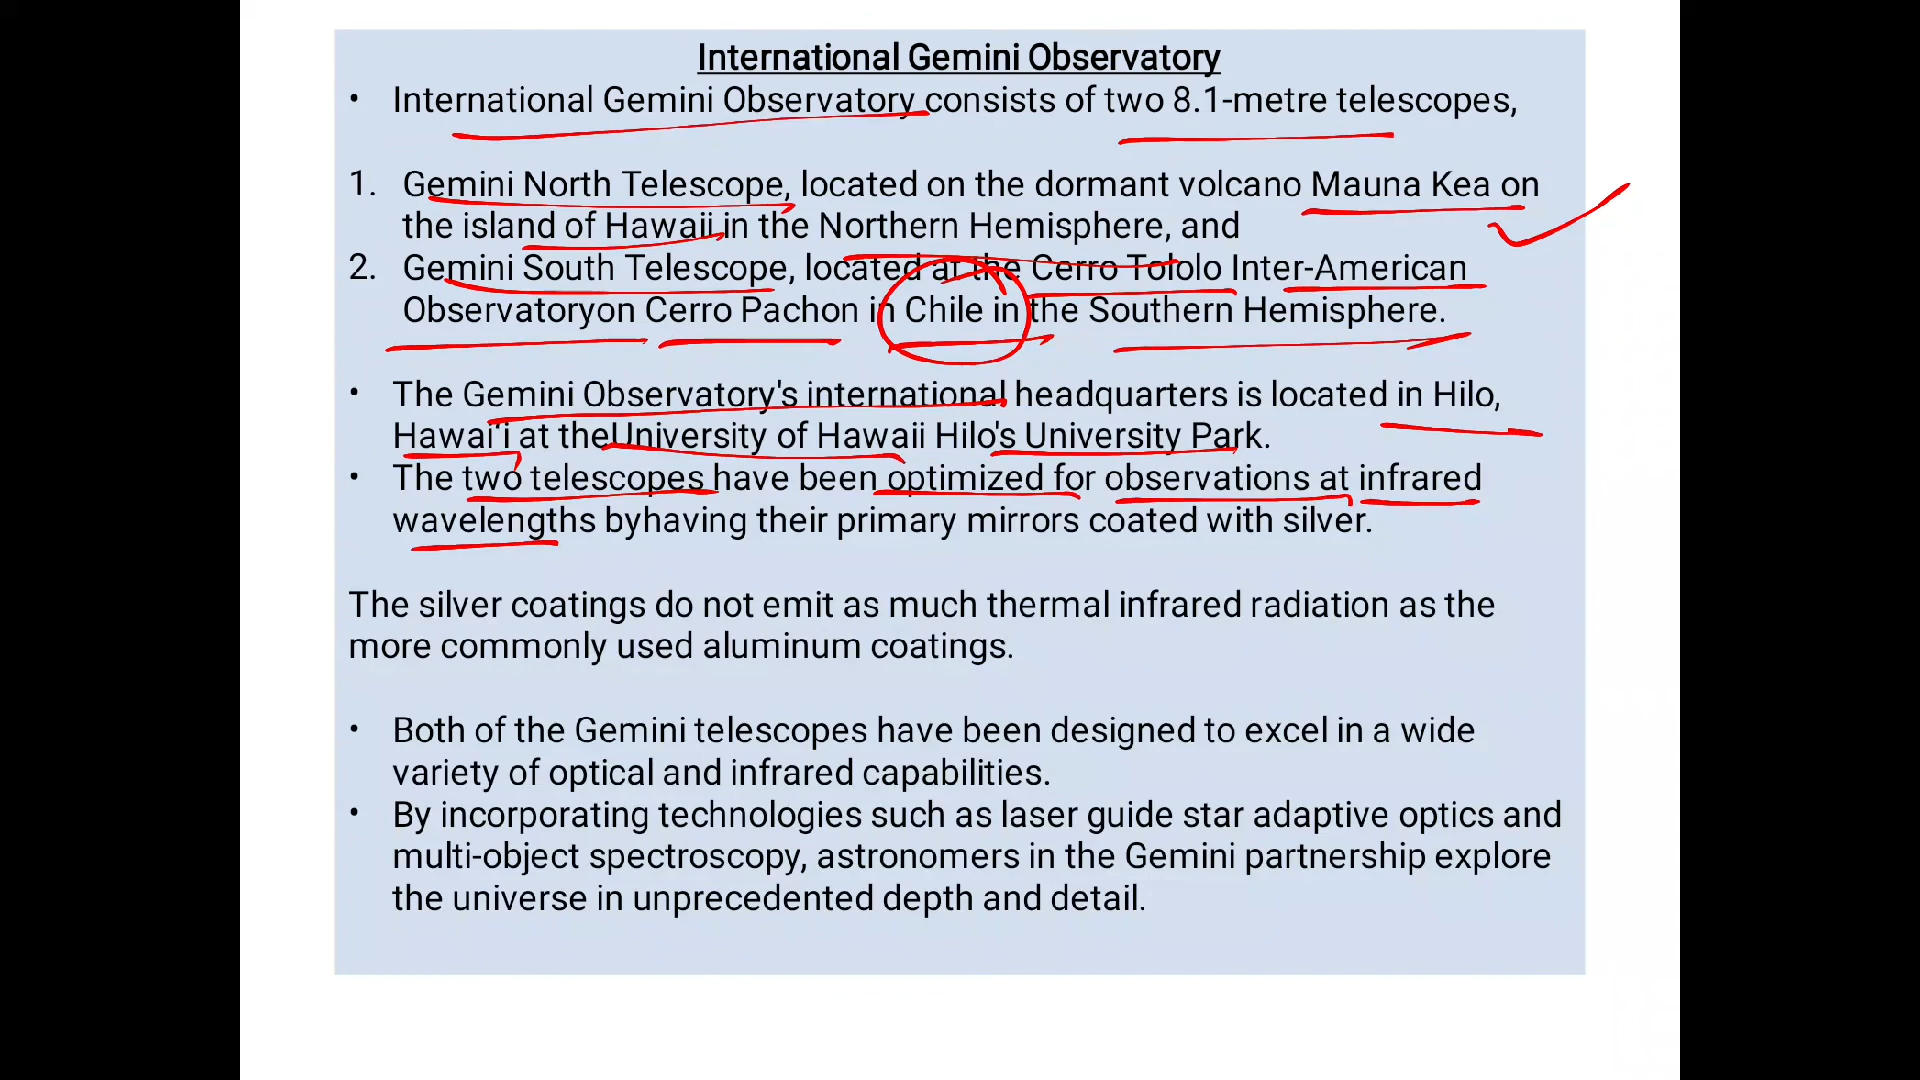 International Gemini Observatory
• International Gemini Observatory consists of two 8.1-metre telescopes,
1. Gemini North Telescope, located on the dormant volcano Mauna Kea on
the island of Hawaii in the Northern Hemisphere, and
2. Gemini South Telescope, located at the Cerro Tololo Inter-American
Observatoryon Cerro Pachon in Chile in the Southern Hemisphere.
• The Gemini Observatory's international headquarters is located in Hilo,
Hawai'i at theUniversity of Hawaii Hilo's University Park.
• The two telescopes have been optimized for observations at infrared
wavelengths byhaving their primary mirrors coated with silver.
The silver coatings do not emit as much thermal infrared radiation as the
more commonly used aluminum coatings.
• Both of the Gemini telescopes have been designed to excel in a wide
variety of optical and infrared capabilities.
• By incorporating technologies such as laser guide star adaptive optics and
multi-object spectroscopy, astronomers in the Gemini partnership explore
the universe in unprecedented depth and detail.